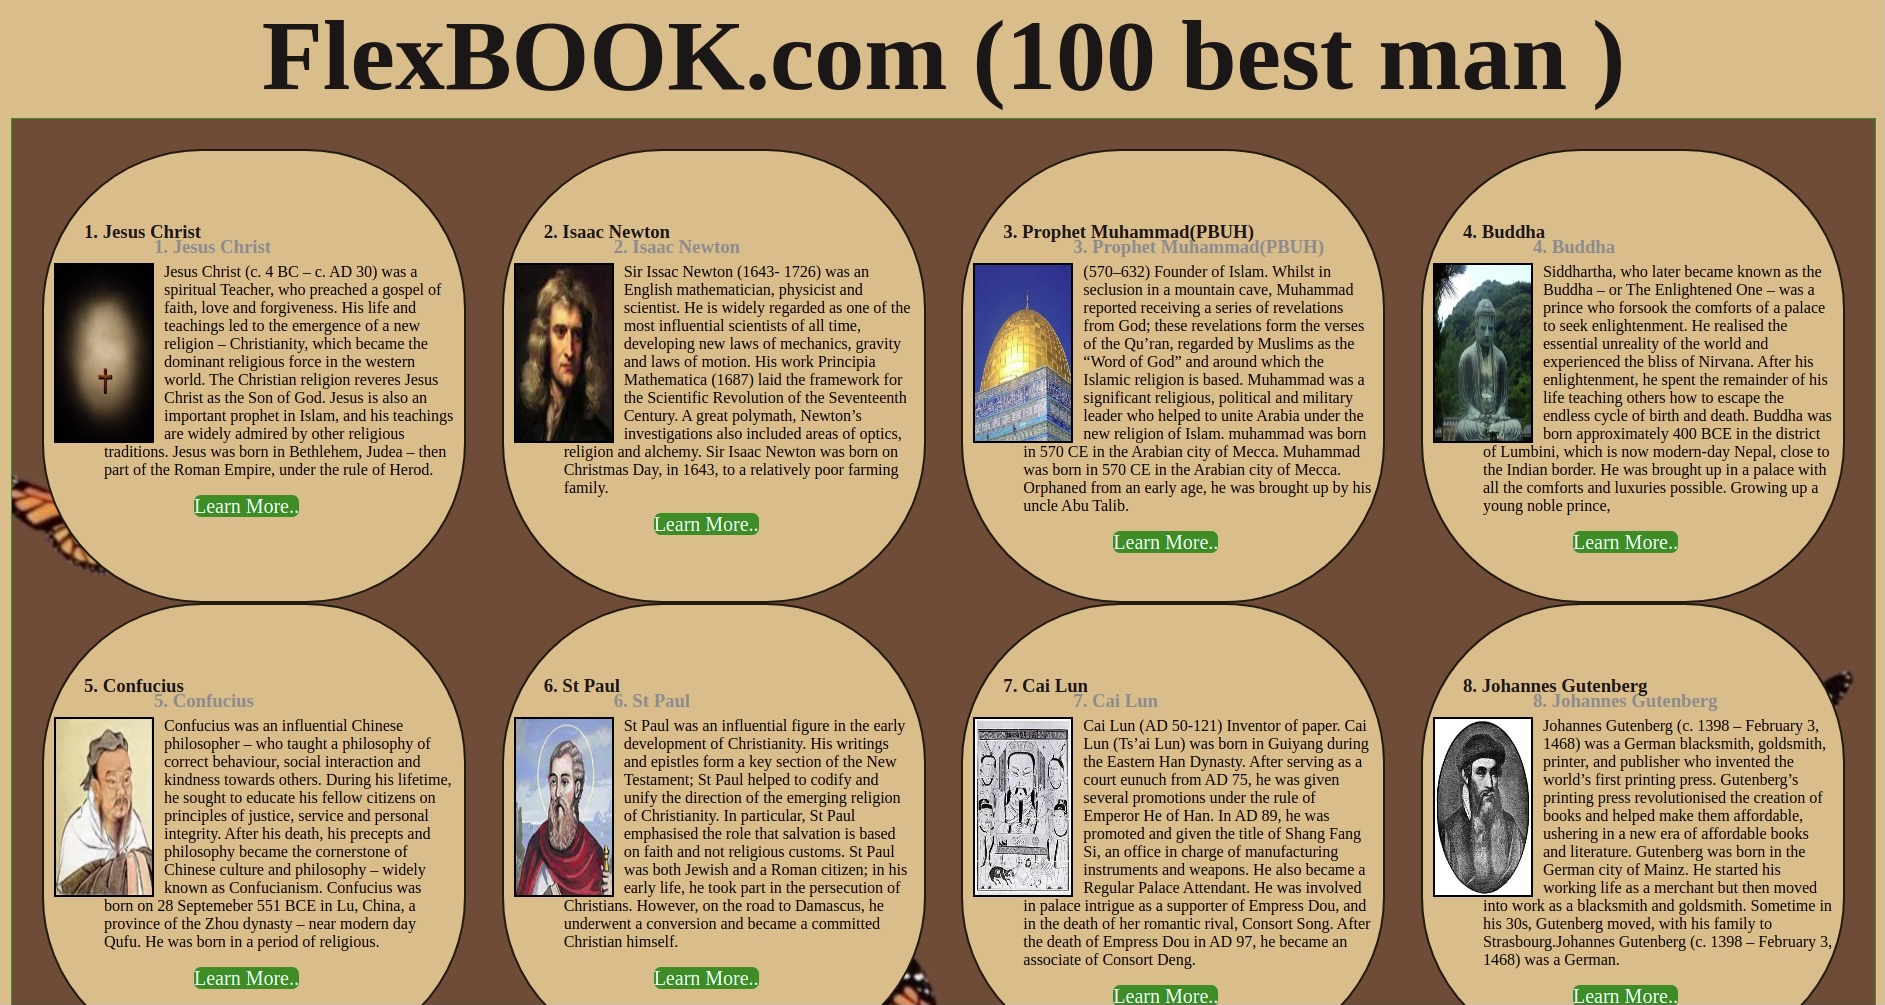 FlexBOOK.com (100 best man )
1. Jesus Christ
1. Jesus Christ
Jesus Christ (c. 4 BC – c. AD 30) was a
spiritual Teacher, who preached a gospel of
faith, love and forgiveness. His life and
teachings led to the emergence of a new
religion – Christianity, which became the
dominant religious force in the western
world. The Christian religion reveres Jesus
Christ as the Son of God. Jesus is also an
important prophet in Islam, and his teachings
are widely admired by other religious
traditions. Jesus was born in Bethlehem, Judea – then
part of the Roman Empire, under the rule of Herod.
Learn More..
2. Isaac Newton
2. Isaac Newton
Sir Issac Newton (1643- 1726) was an
English mathematician, physicist and
scientist. He is widely regarded as one of the
most influential scientists of all time,
developing new laws of mechanics, gravity
and laws of motion. His work Principia
Mathematica (1687) laid the framework for
the Scientific Revolution of the Seventeenth
Century. A great polymath, Newton’s
investigations also included areas of optics,
religion and alchemy. Sir Isaac Newton was born on
Christmas Day, in 1643, to a relatively poor farming
family.
Learn More..
3. Prophet Muhammad(PBUH)
3. Prophet Muhammad(PBUH)
(570–632) Founder of Islam. Whilst in
seclusion in a mountain cave, Muhammad
reported receiving a series of revelations
from God; these revelations form the verses
of the Qu’ran, regarded by Muslims as the
“Word of God” and around which the
Islamic religion is based. Muhammad was a
significant religious, political and military
leader who helped to unite Arabia under the
new religion of Islam. muhammad was born
in 570 CE in the Arabian city of Mecca. Muhammad
was born in 570 CE in the Arabian city of Mecca.
Orphaned from an early age, he was brought up by his
uncle Abu Talib.
Learn More..
4. Buddha
4. Buddha
Siddhartha, who later became known as the
Buddha – or The Enlightened One – was a
prince who forsook the comforts of a palace
to seek enlightenment. He realised the
essential unreality of the world and
experienced the bliss of Nirvana. After his
enlightenment, he spent the remainder of his
life teaching others how to escape the
endless cycle of birth and death. Buddha was
born approximately 400 BCE in the district
of Lumbini, which is now modern-day Nepal, close to
the Indian border. He was brought up in a palace with
all the comforts and luxuries possible. Growing up a
young noble prince,
Learn More..
5. Confucius
5. Confucius
Confucius was an influential Chinese
philosopher – who taught a philosophy of
correct behaviour, social interaction and
kindness towards others. During his lifetime,
he sought to educate his fellow citizens on
principles of justice, service and personal
integrity. After his death, his precepts and
philosophy became the cornerstone of
Chinese culture and philosophy – widely
known as Confucianism. Confucius was
born on 28 Septemeber 551 BCE in Lu, China, a
province of the Zhou dynasty – near modern day
Qufu. He was born in a period of religious.
Learn More..
6. St Paul
6. St Paul
St Paul was an influential figure in the early
development of Christianity. His writings
and epistles form a key section of the New
Testament; St Paul helped to codify and
unify the direction of the emerging religion
of Christianity. In particular, St Paul
emphasised the role that salvation is based
on faith and not religious customs. St Paul
was both Jewish and a Roman citizen; in his
early life, he took part in the persecution of
Christians. However, on the road to Damascus, he
underwent a conversion and became a committed
Christian himself.
Learn More..
7. Cai Lun
7. Cai Lun
Cai Lun (AD 50-121) Inventor of paper. Cai
Lun (Ts’ai Lun) was born in Guiyang during
the Eastern Han Dynasty. After serving as a
court eunuch from AD 75, he was given
several promotions under the rule of
Emperor He of Han. In AD 89, he was
promoted and given the title of Shang Fang
Si, an office in charge of manufacturing
instruments and weapons. He also became a
Regular Palace Attendant. He was involved
in palace intrigue as a supporter of Empress Dou, and
in the death of her romantic rival, Consort Song. After
the death of Empress Dou in AD 97, he became an
associate of Consort Deng.
Learn More..
8. Johannes Gutenberg
8. Johannes Gutenberg
Johannes Gutenberg (c. 1398 – February 3,
1468) was a German blacksmith, goldsmith,
printer, and publisher who invented the
world’s first printing press. Gutenberg’s
printing press revolutionised the creation of
books and helped make them affordable,
ushering in a new era of affordable books
and literature. Gutenberg was born in the
German city of Mainz. He started his
working life as a merchant but then moved
into work as a blacksmith and goldsmith. Sometime in
his 30s, Gutenberg moved, with his family to
Strasbourg.Johannes Gutenberg (c. 1398 – February 3,
1468) was a German.
Learn More..